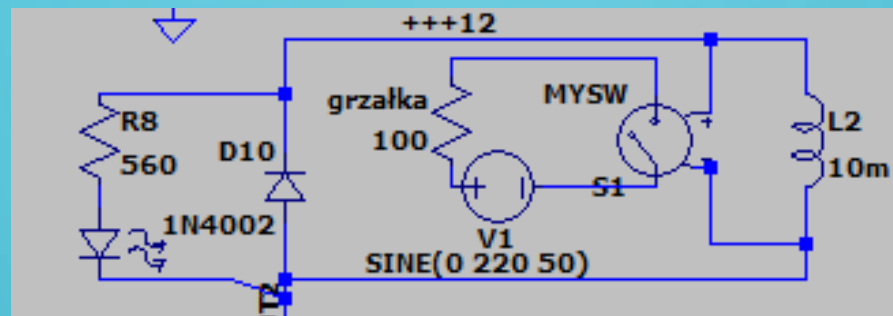 +++12
grzałka
100
MYSW
R8
560
D10
L2
10m
S1
1N4002
V1
SINE(0 220 50)